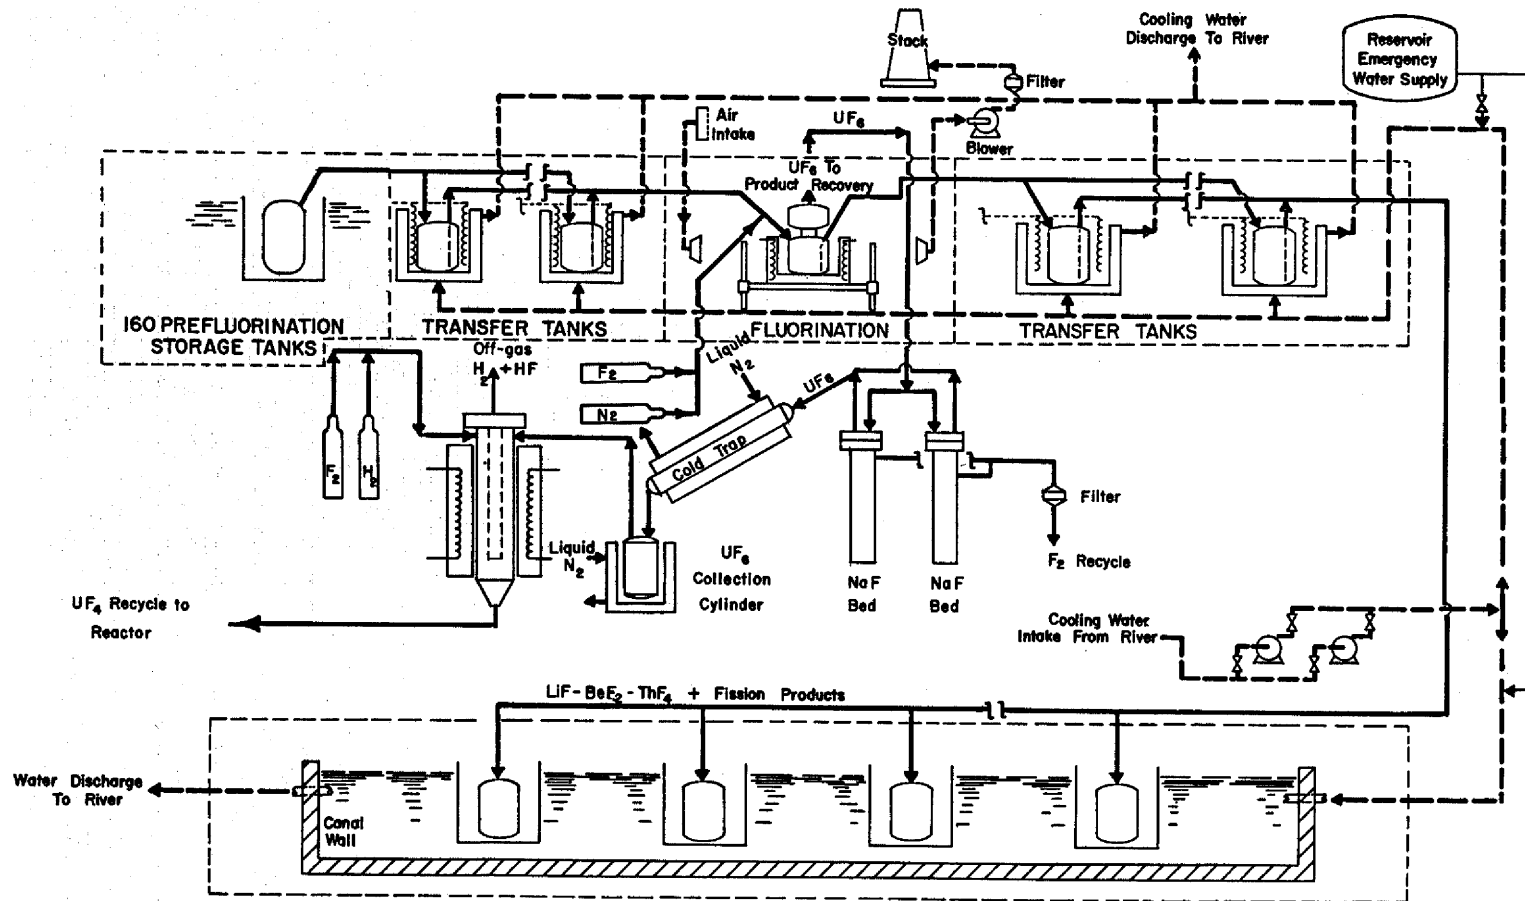 Cooling Water
Discharge To River
Reservoir
Emergency
Water Supply
Stack
Filter
Air
Intake
UF6
Blower
UF6 To
Product Recovery
160 PREFLUORINATION
STORAGE TANKS
TRANSFER TANKS
FLUORINATION
TRANSFER TANKS
Off-gas
H2 + HF
F2
N2
Liquid
N2
UF6
Cold Trap
F2
H2
Liquid
N2
UF6
Collection
Cylinder
NaF
Bed
NaF
Bed
Filter
F2 Recycle
UF4 Recycle to
Reactor
Cooling Water
Intake From River
LiF-BeF2-ThF4 + Fission Products
Water Discharge
To River
Canal
Wall